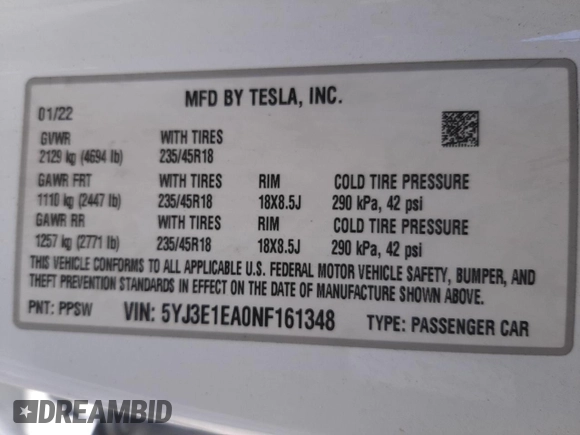 MFD BY TESLA, INC.
01/22
GVWR WITH TIRES
2129 kg (4694 lb) 235/45R18
GAWR FRT WITH TIRES RIM COLD TIRE PRESSURE
1110 kg (2447 lb) 235/45R18 18X8.5J 290 kPa, 42 psi
GAWR RR WITH TIRES RIM COLD TIRE PRESSURE
1257 kg (2771 lb) 235/45R18 18X8.5J 290 kPa, 42 psi
THIS VEHICLE CONFORMS TO ALL APPLICABLE U.S. FEDERAL MOTOR VEHICLE SAFETY, BUMPER, AND
THEFT PREVENTION STANDARDS IN EFFECT ON THE DATE OF MANUFACTURE SHOWN ABOVE.
PNT: PPSW VIN: 5YJ3E1EA0NF161348 TYPE: PASSENGER CAR
DREAMBID